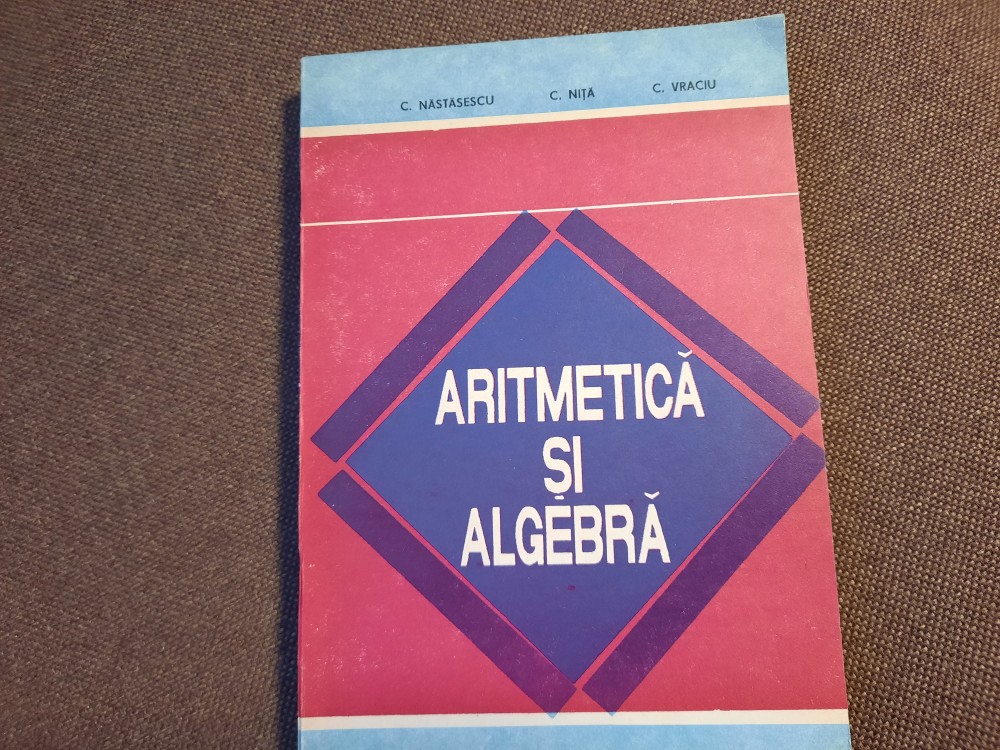 C. NĂSTĂSESCU C. NIȚĂ C. VRACIU
ARITMETICĂ
ȘI
ALGEBRĂ